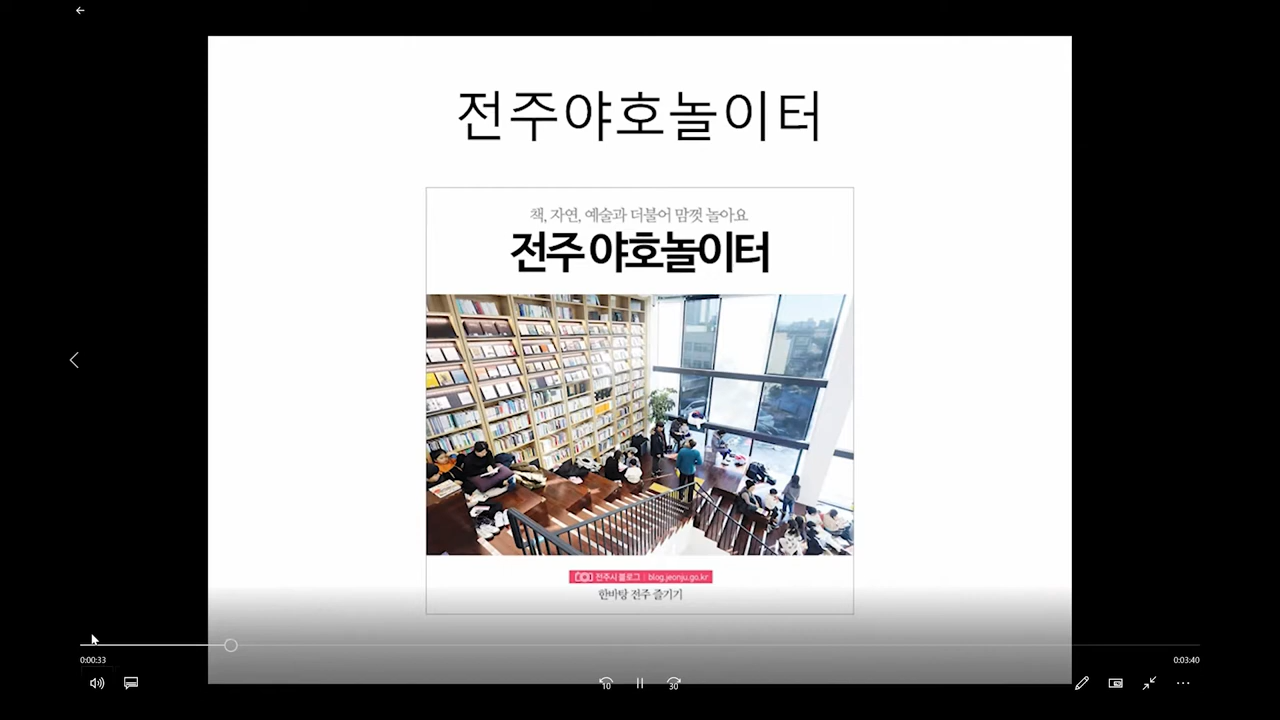 전주야호놀이터
책, 자연, 예술과 더불어 맘껏 놀아요
전주 야호놀이터
전주시 블로그 | blog.jeonju.go.kr
한바탕 전주 즐기기
0:00:33
0:03:40
10
30